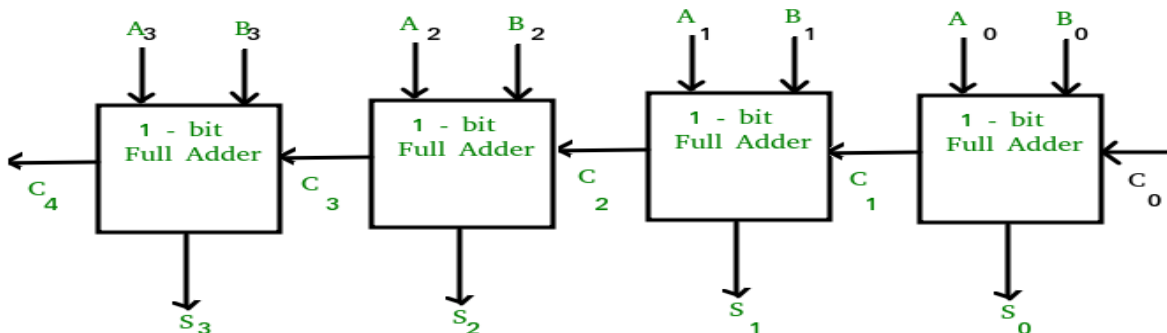 A3 B3 A2 B2 A1 B1 A0 B0
1 - bit Full Adder
1 - bit Full Adder
1 - bit Full Adder
1 - bit Full Adder
C4 C3 C2 C1 C0
S3 S2 S1 S0